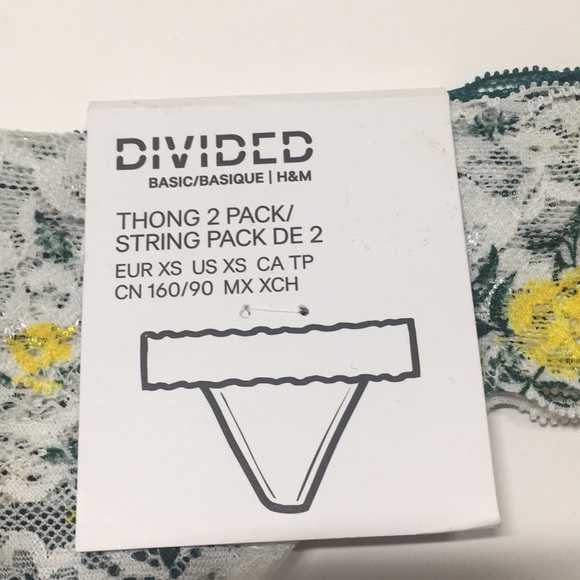 DIVIDED
BASIC/BASIQUE | H&M
THONG 2 PACK/
STRING PACK DE 2
EUR XS US XS CA TP
CN 160/90 MX XCH